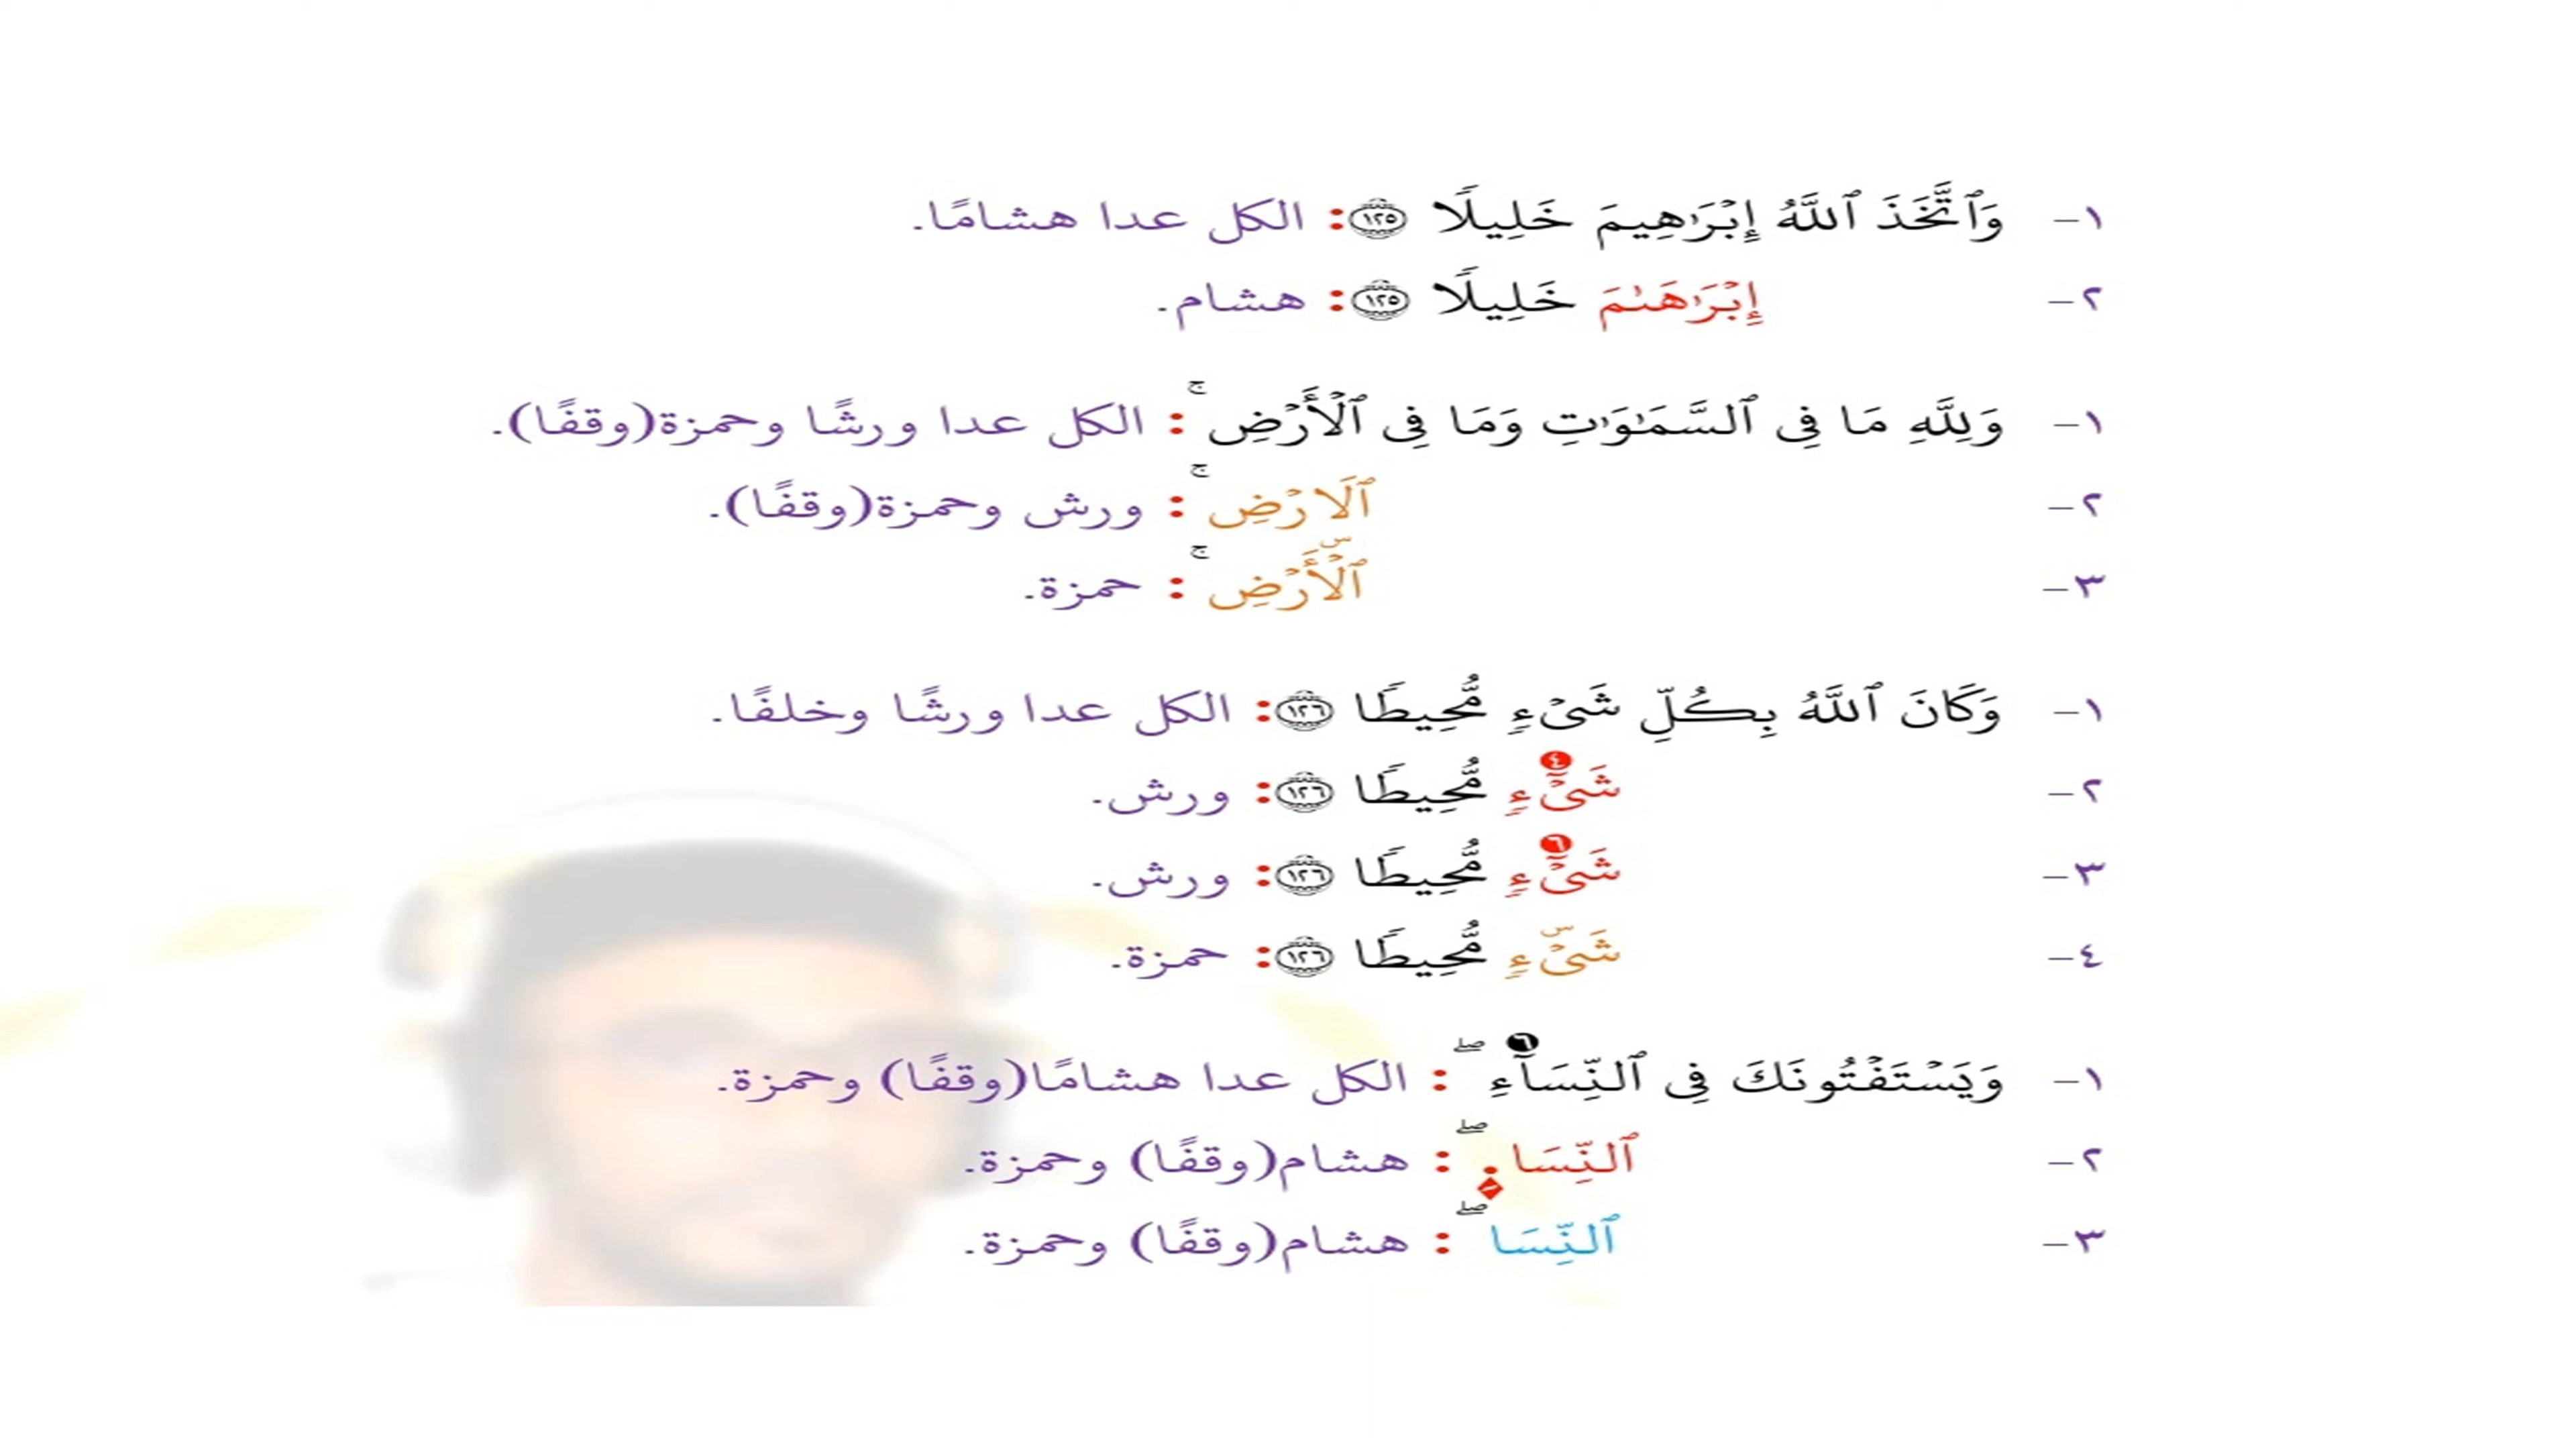 ١- وَٱتَّخَذَ ٱللَّهُ إِبْرَٰهِيمَ خَلِيلًا ١٢٥ : الكل عدا هشامًا.
٢- إِبْرَٰهَـٰمَ خَلِيلًا ١٢٥ : هشام.
١- وَلِلَّهِ مَا فِى ٱلسَّمَـٰوَٰتِ وَمَا فِى ٱلْأَرْضِ ۚ : الكل عدا ورشًا وحمزة(وقفًا).
٢- ٱلَارْضِ ۚ : ورش وحمزة(وقفًا).
٣- ٱلْۜأَرْضِ ۚ : حمزة.
١- وَكَانَ ٱللَّهُ بِكُلِّ شَىْءٍ مُّحِيطًا ١٢٦ : الكل عدا ورشًا وخلفًا.
٢- شَىْٓءٍ ٤ مُّحِيطًا ١٢٦ : ورش.
٣- شَىْٓءٍ ٦ مُّحِيطًا ١٢٦ : ورش.
٤- شَىْۜءٍ مُّحِيطًا ١٢٦ : حمزة.
١- وَيَسْتَفْتُونَكَ فِى ٱلنِّسَآءِ ٦ ۖ : الكل عدا هشامًا(وقفًا) وحمزة.
٢- ٱلنِّسَا ۖ : هشام(وقفًا) وحمزة.
٣- ٱلنِّسَا ۖ : هشام(وقفًا) وحمزة.